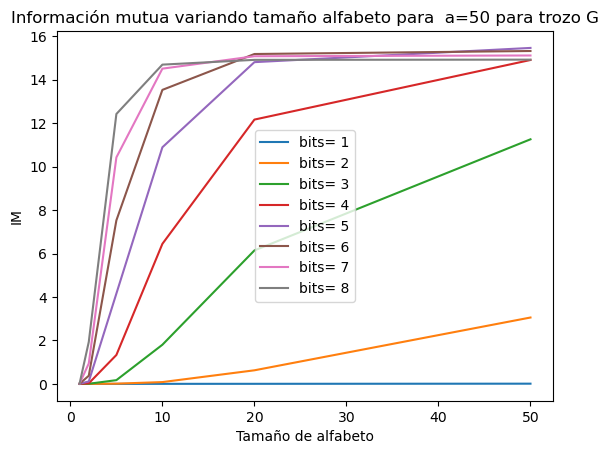 Información mutua variando tamaño alfabeto para  a=50 para trozo G
16
14
12
10
8
6
4
2
0
IM
bits= 1
bits= 2
bits= 3
bits= 4
bits= 5
bits= 6
bits= 7
bits= 8
0 10 20 30 40 50
Tamaño de alfabeto